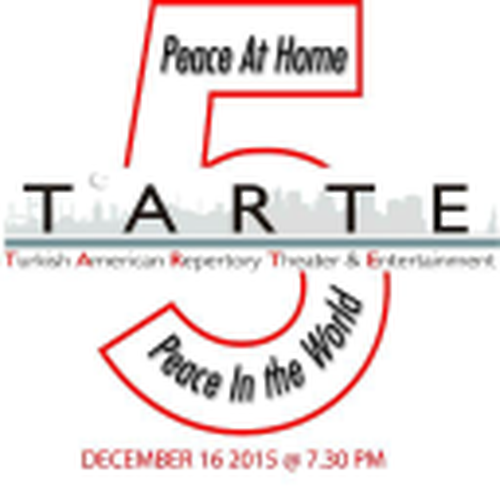 Peace At Home
TARTE
Turkish American Repertory Theater & Entertainment
Peace In the World
DECEMBER 16 2015 @ 7.30 PM